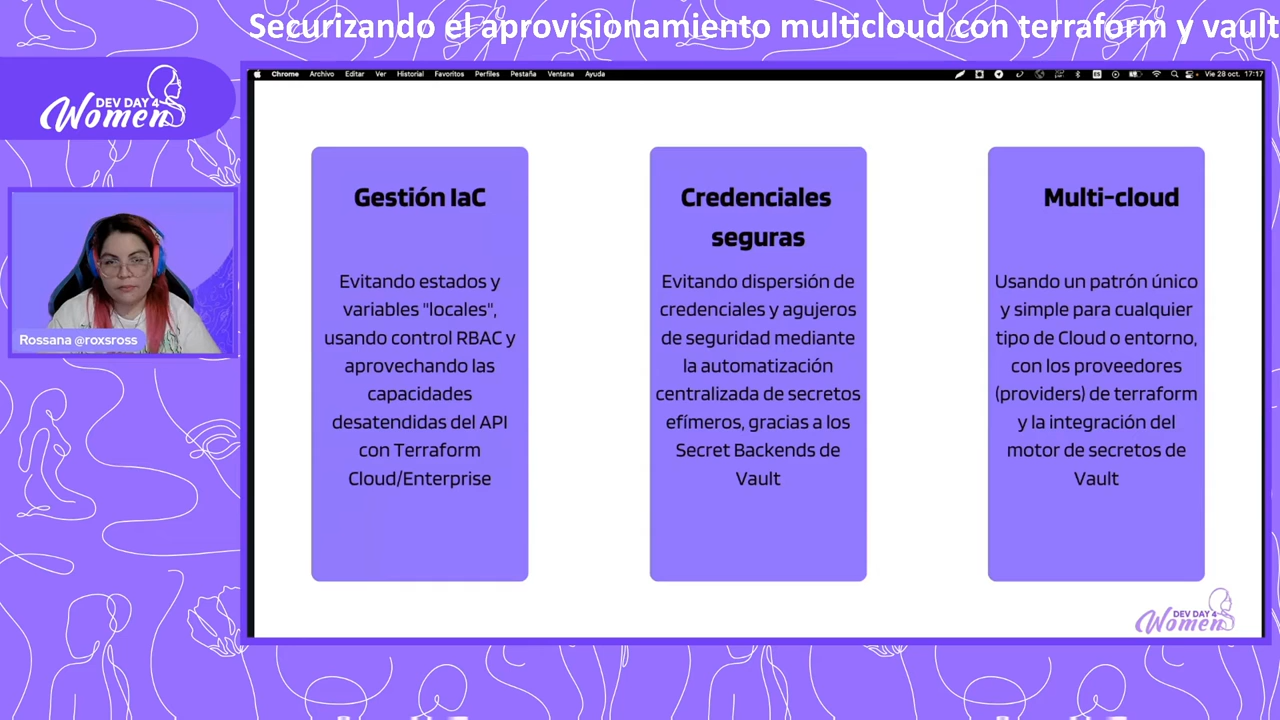 Securizando el aprovisionamiento multicloud con terraform y vault
DEV DAY 4
Women
Chrome Archivo Editar Ver Historial Favoritos Perfiles Pestaña Ventana Ayuda
Vie 28 oct. 17:17
Rossana @roxsross
Gestión IaC
Evitando estados y
variables "locales",
usando control RBAC y
aprovechando las
capacidades
desatendidas del API
con Terraform
Cloud/Enterprise
Credenciales
seguras
Evitando dispersión de
credenciales y agujeros
de seguridad mediante
la automatización
centralizada de secretos
efímeros, gracias a los
Secret Backends de
Vault
Multi-cloud
Usando un patrón único
y simple para cualquier
tipo de Cloud o entorno,
con los proveedores
(providers) de terraform
y la integración del
motor de secretos de
Vault
DEV DAY 4
Women